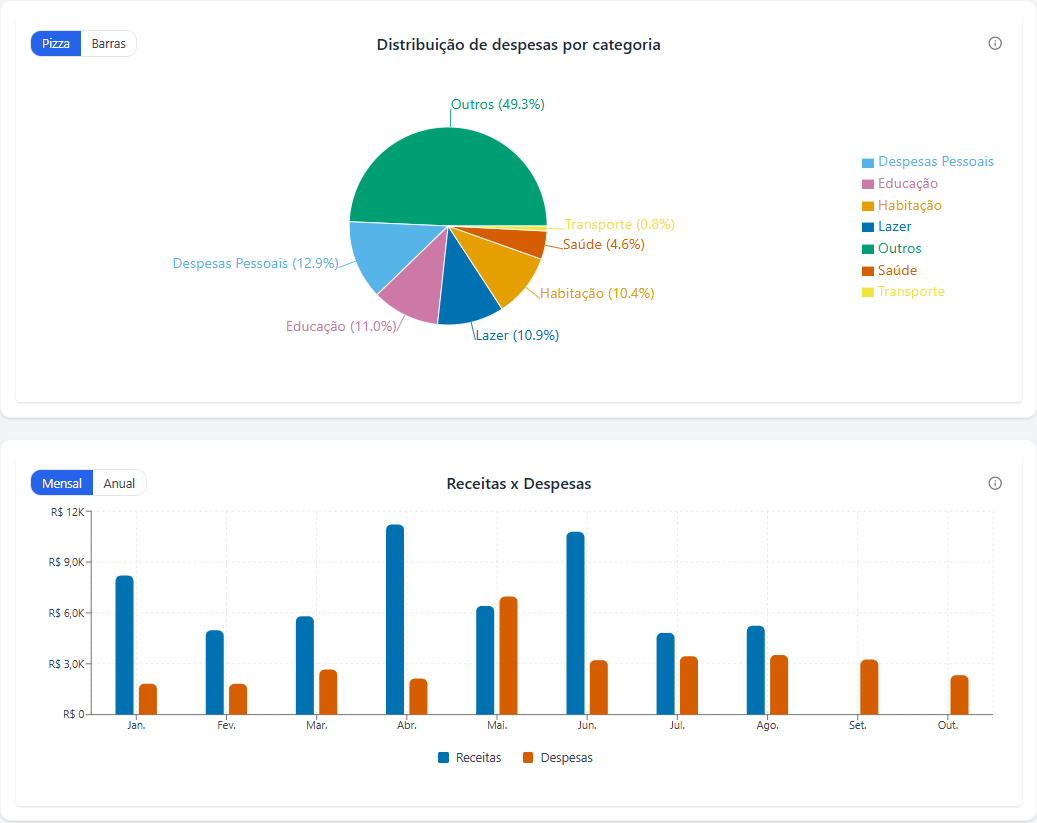 Pizza Barras
Distribuição de despesas por categoria
Outros (49.3%)
Transporte (0.8%)
Saúde (4.6%)
Despesas Pessoais (12.9%)
Habitação (10.4%)
Educação (11.0%)
Lazer (10.9%)
Despesas Pessoais
Educação
Habitação
Lazer
Outros
Saúde
Transporte
Mensal Anual
Receitas x Despesas
R$ 12K
R$ 9,0K
R$ 6,0K
R$ 3,0K
R$ 0
Jan. Fev. Mar. Abr. Mai. Jun. Jul. Ago. Set. Out.
Receitas Despesas